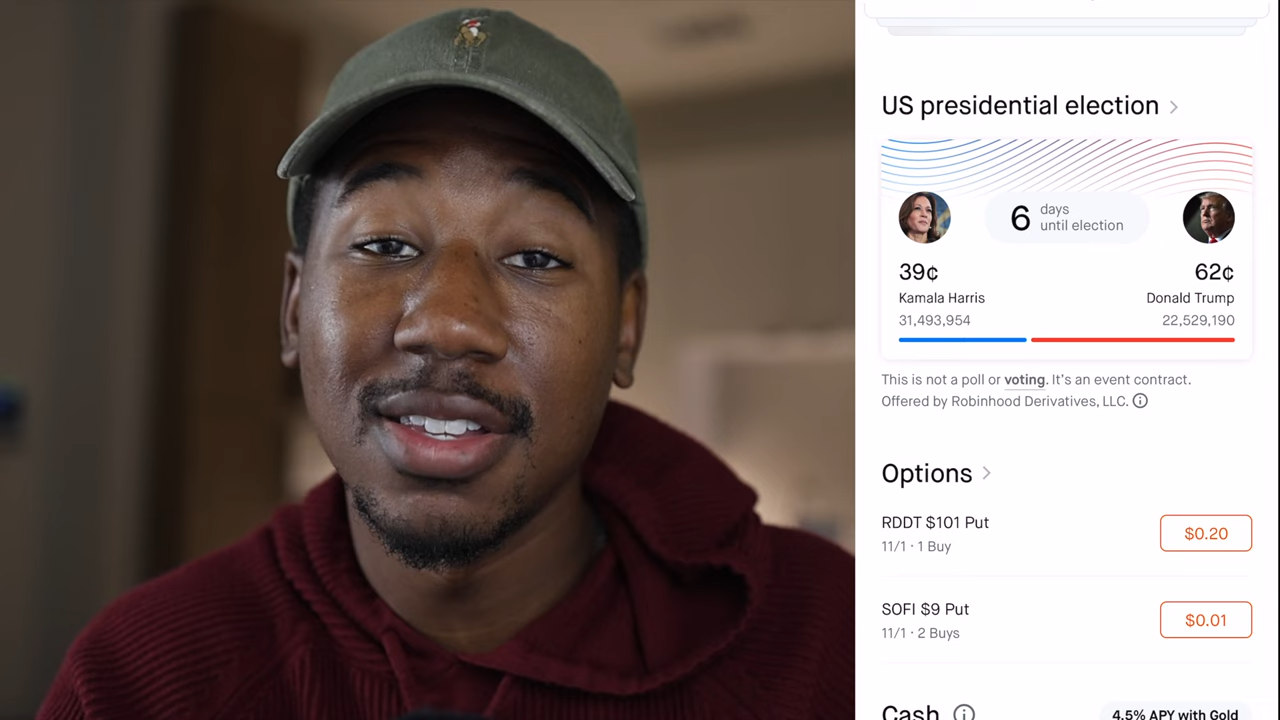 US presidential election
6 days until election
39¢
62¢
Kamala Harris
Donald Trump
31,493,954
22,529,190
This is not a poll or voting. It's an event contract.
Offered by Robinhood Derivatives, LLC.
Options
RDDT $101 Put
11/1 · 1 Buy
$0.20
SOFI $9 Put
11/1 · 2 Buys
$0.01
Cash
4.5% APY with Gold